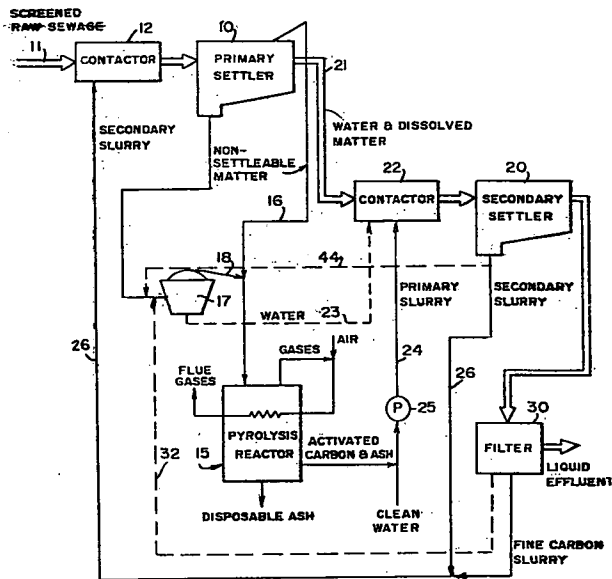 SCREENED
RAW SEWAGE
11
12
CONTACTOR
10
PRIMARY
SETTLER
21
SECONDARY
SLURRY
NON-
SETTLEABLE
MATTER
WATER & DISSOLVED
MATTER
22
CONTACTOR
20
SECONDARY
SETTLER
16
18
44
17
WATER
23
PRIMARY
SLURRY
SECONDARY
SLURRY
26
24
26
AIR
GASES
FLUE
GASES
P
25
30
FILTER
PYROLYSIS
REACTOR
15
ACTIVATED
CARBON & ASH
32
LIQUID
EFFLUENT
DISPOSABLE ASH
CLEAN
WATER
FINE CARBON
SLURRY